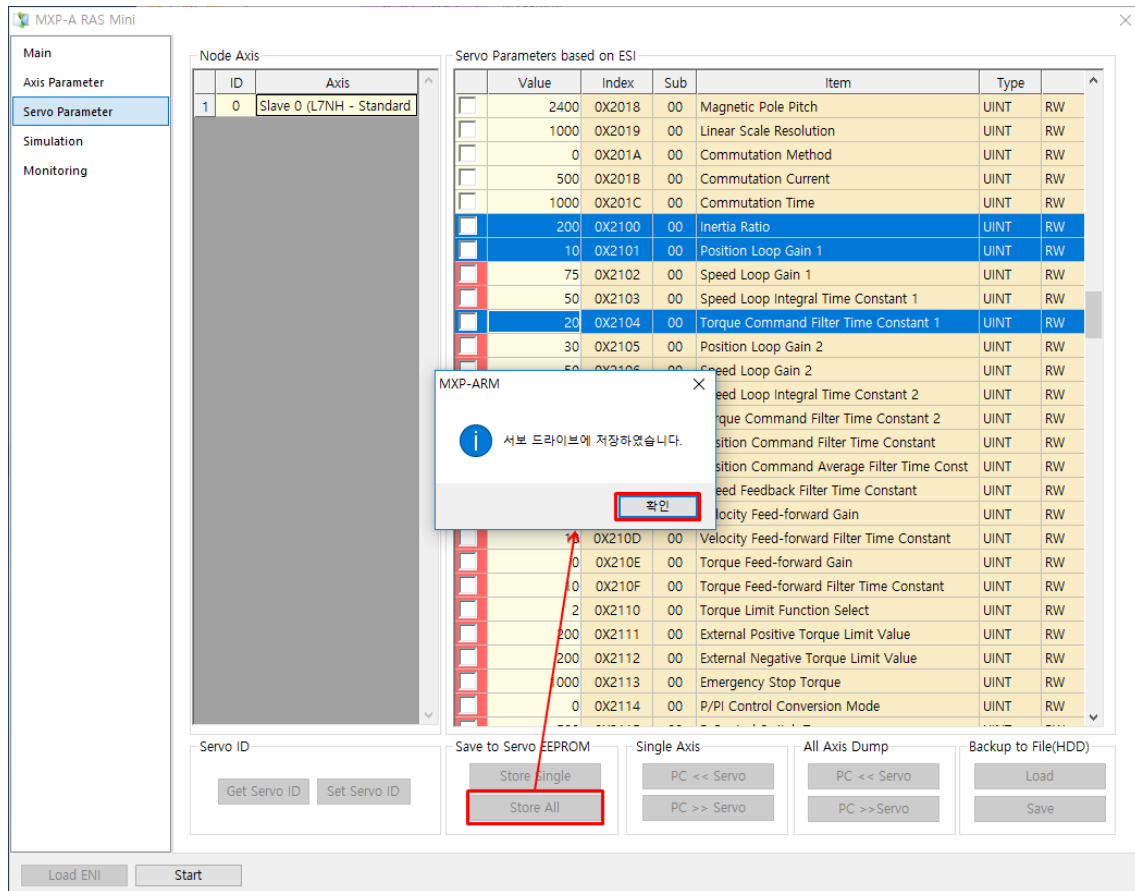 MXP-A RAS Mini
Main
Axis Parameter
Servo Parameter
Simulation
Monitoring
Node Axis
ID Axis
1 0 Slave 0 (L7NH - Standard
Servo Parameters based on ESI
Value Index Sub Item Type
2400 0X2018 00 Magnetic Pole Pitch UINT RW
1000 0X2019 00 Linear Scale Resolution UINT RW
0 0X201A 00 Commutation Method UINT RW
500 0X201B 00 Commutation Current UINT RW
1000 0X201C 00 Commutation Time UINT RW
200 0X2100 00 Inertia Ratio UINT RW
10 0X2101 00 Position Loop Gain 1 UINT RW
75 0X2102 00 Speed Loop Gain 1 UINT RW
50 0X2103 00 Speed Loop Integral Time Constant 1 UINT RW
20 0X2104 00 Torque Command Filter Time Constant 1 UINT RW
30 0X2105 00 Position Loop Gain 2 UINT RW
Loop Gain 2 UINT RW
eed Loop Integral Time Constant 2 UINT RW
rque Command Filter Time Constant 2 UINT RW
sition Command Filter Time Constant UINT RW
sition Command Average Filter Time Const UINT RW
eed Feedback Filter Time Constant UINT RW
locity Feed-forward Gain UINT RW
0X210D 00 Velocity Feed-forward Filter Time Constant UINT RW
0 0X210E 00 Torque Feed-forward Gain UINT RW
10 0X210F 00 Torque Feed-forward Filter Time Constant UINT RW
2 0X2110 00 Torque Limit Function Select UINT RW
200 0X2111 00 External Positive Torque Limit Value UINT RW
200 0X2112 00 External Negative Torque Limit Value UINT RW
1000 0X2113 00 Emergency Stop Torque UINT RW
0 0X2114 00 P/PI Control Conversion Mode UINT RW
MXP-ARM
서보 드라이브에 저장하였습니다.
확인
Servo ID
Get Servo ID Set Servo ID
Save to Servo EEPROM
Store Single
Store All
Single Axis
PC << Servo
PC >> Servo
All Axis Dump
PC << Servo
PC >>Servo
Backup to File(HDD)
Load
Save
Load ENI Start